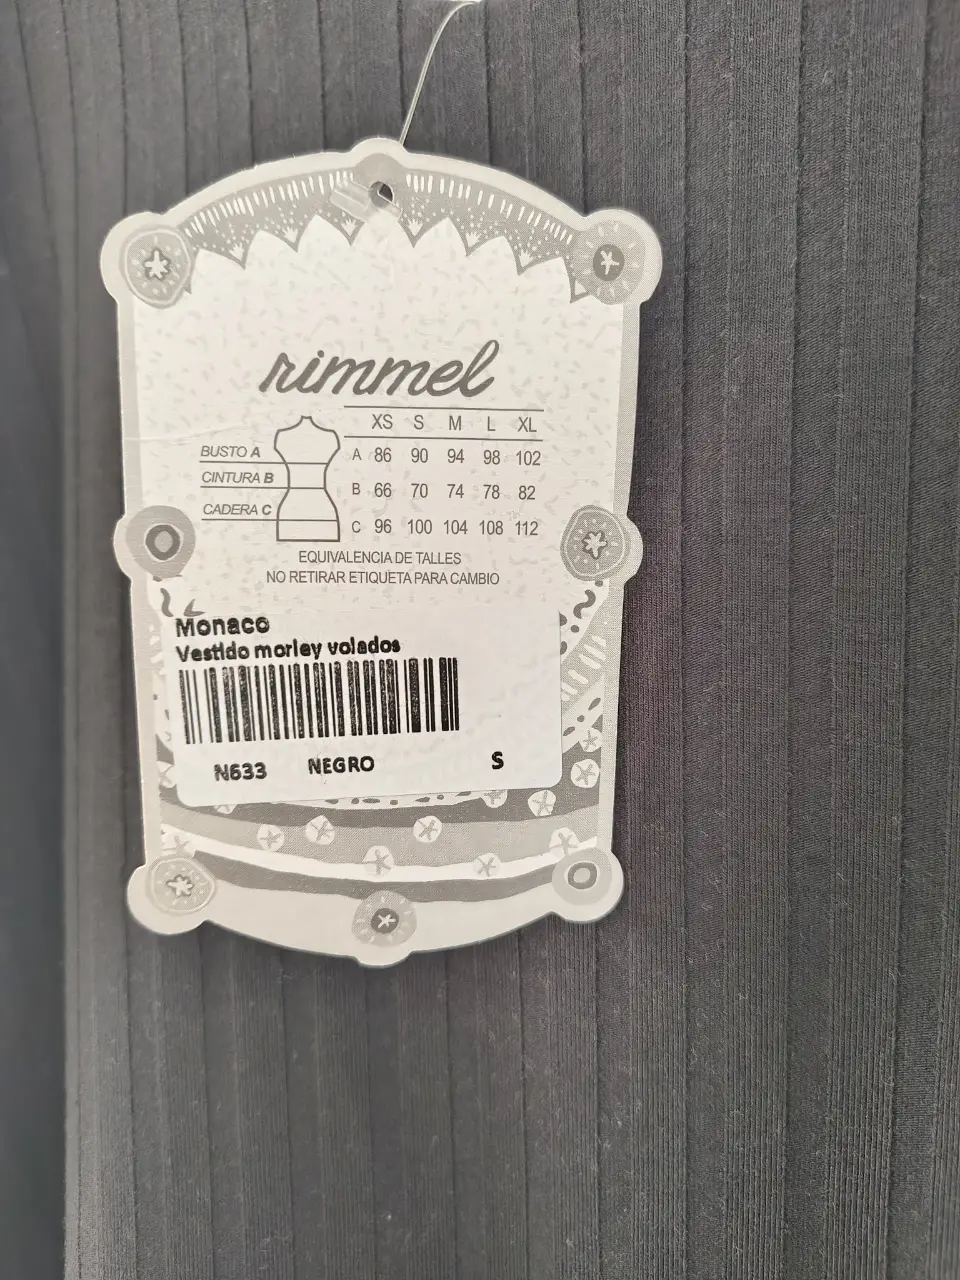 rimmel
XS S M L XL
BUSTO A
A 86 90 94 98 102
CINTURA B
B 66 70 74 78 82
CADERA C
C 96 100 104 108 112
EQUIVALENCIA DE TALLES
NO RETIRAR ETIQUETA PARA CAMBIO
Monaco
Vestido morley volados
N633 NEGRO S